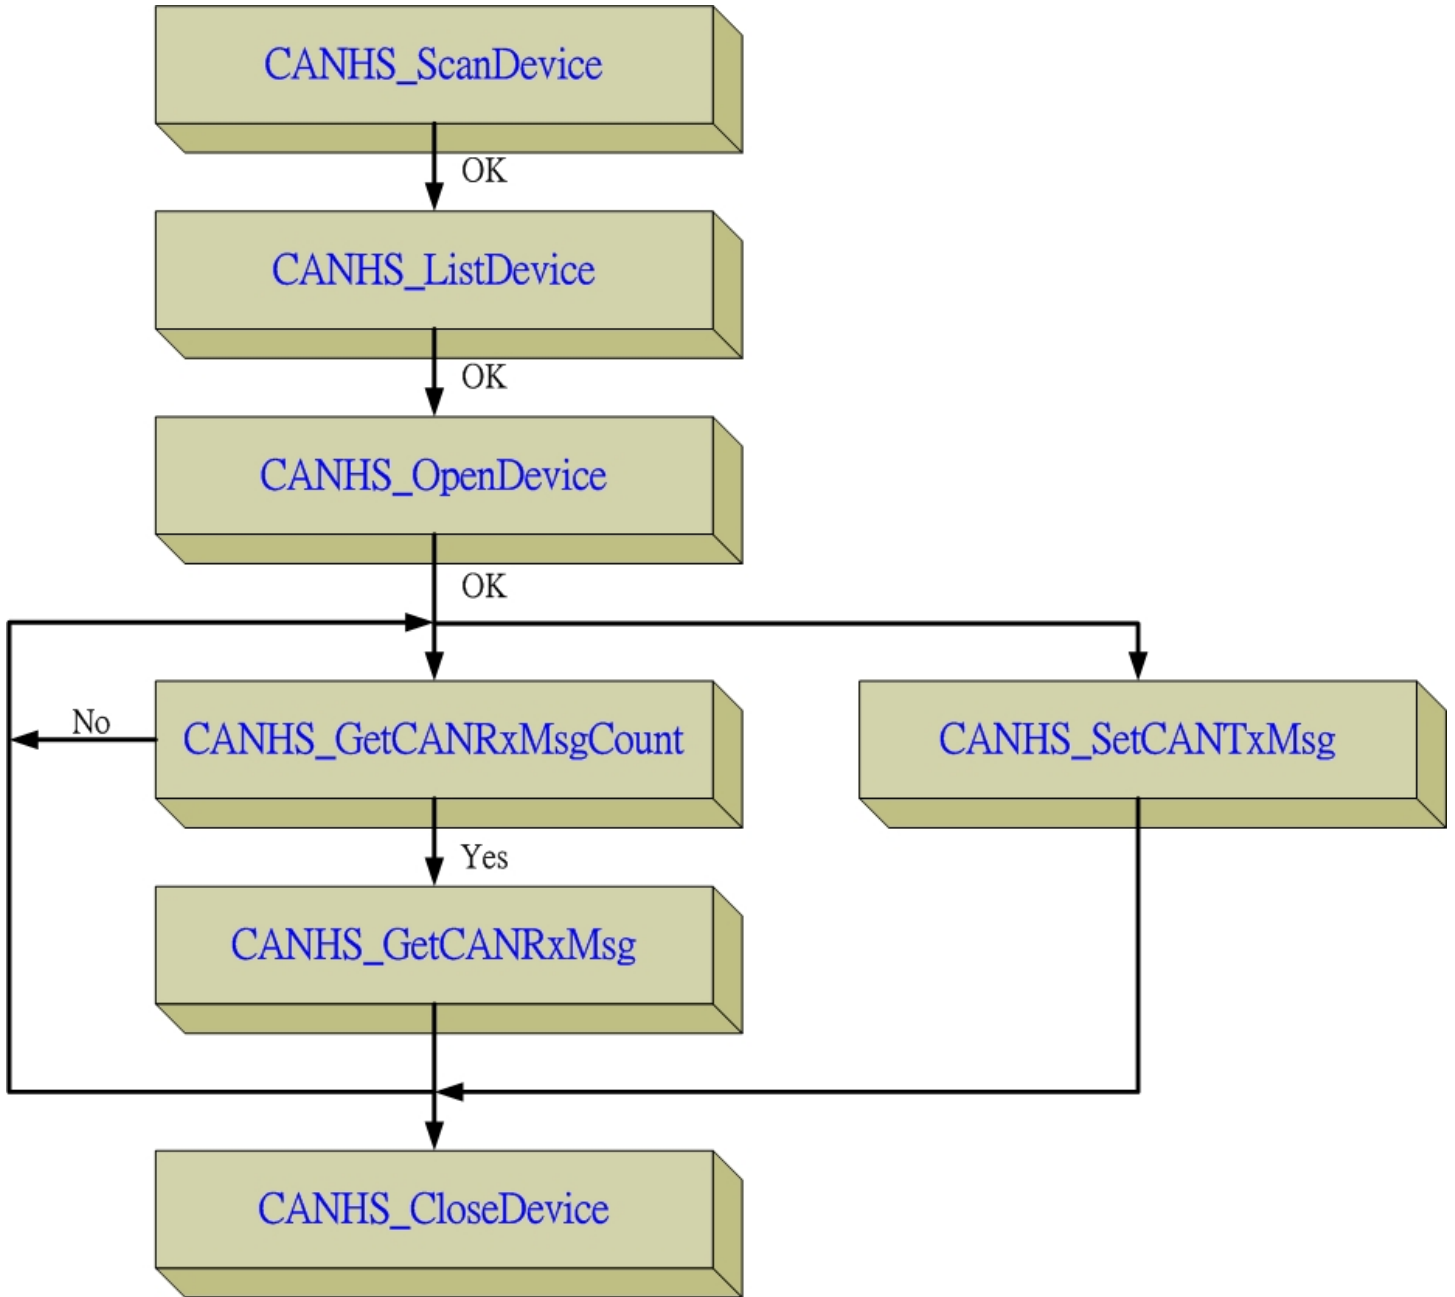 CANHS_ScanDevice
OK
CANHS_ListDevice
OK
CANHS_OpenDevice
OK
No
CANHS_GetCANRxMsgCount
CANHS_SetCANTxMsg
Yes
CANHS_GetCANRxMsg
CANHS_CloseDevice